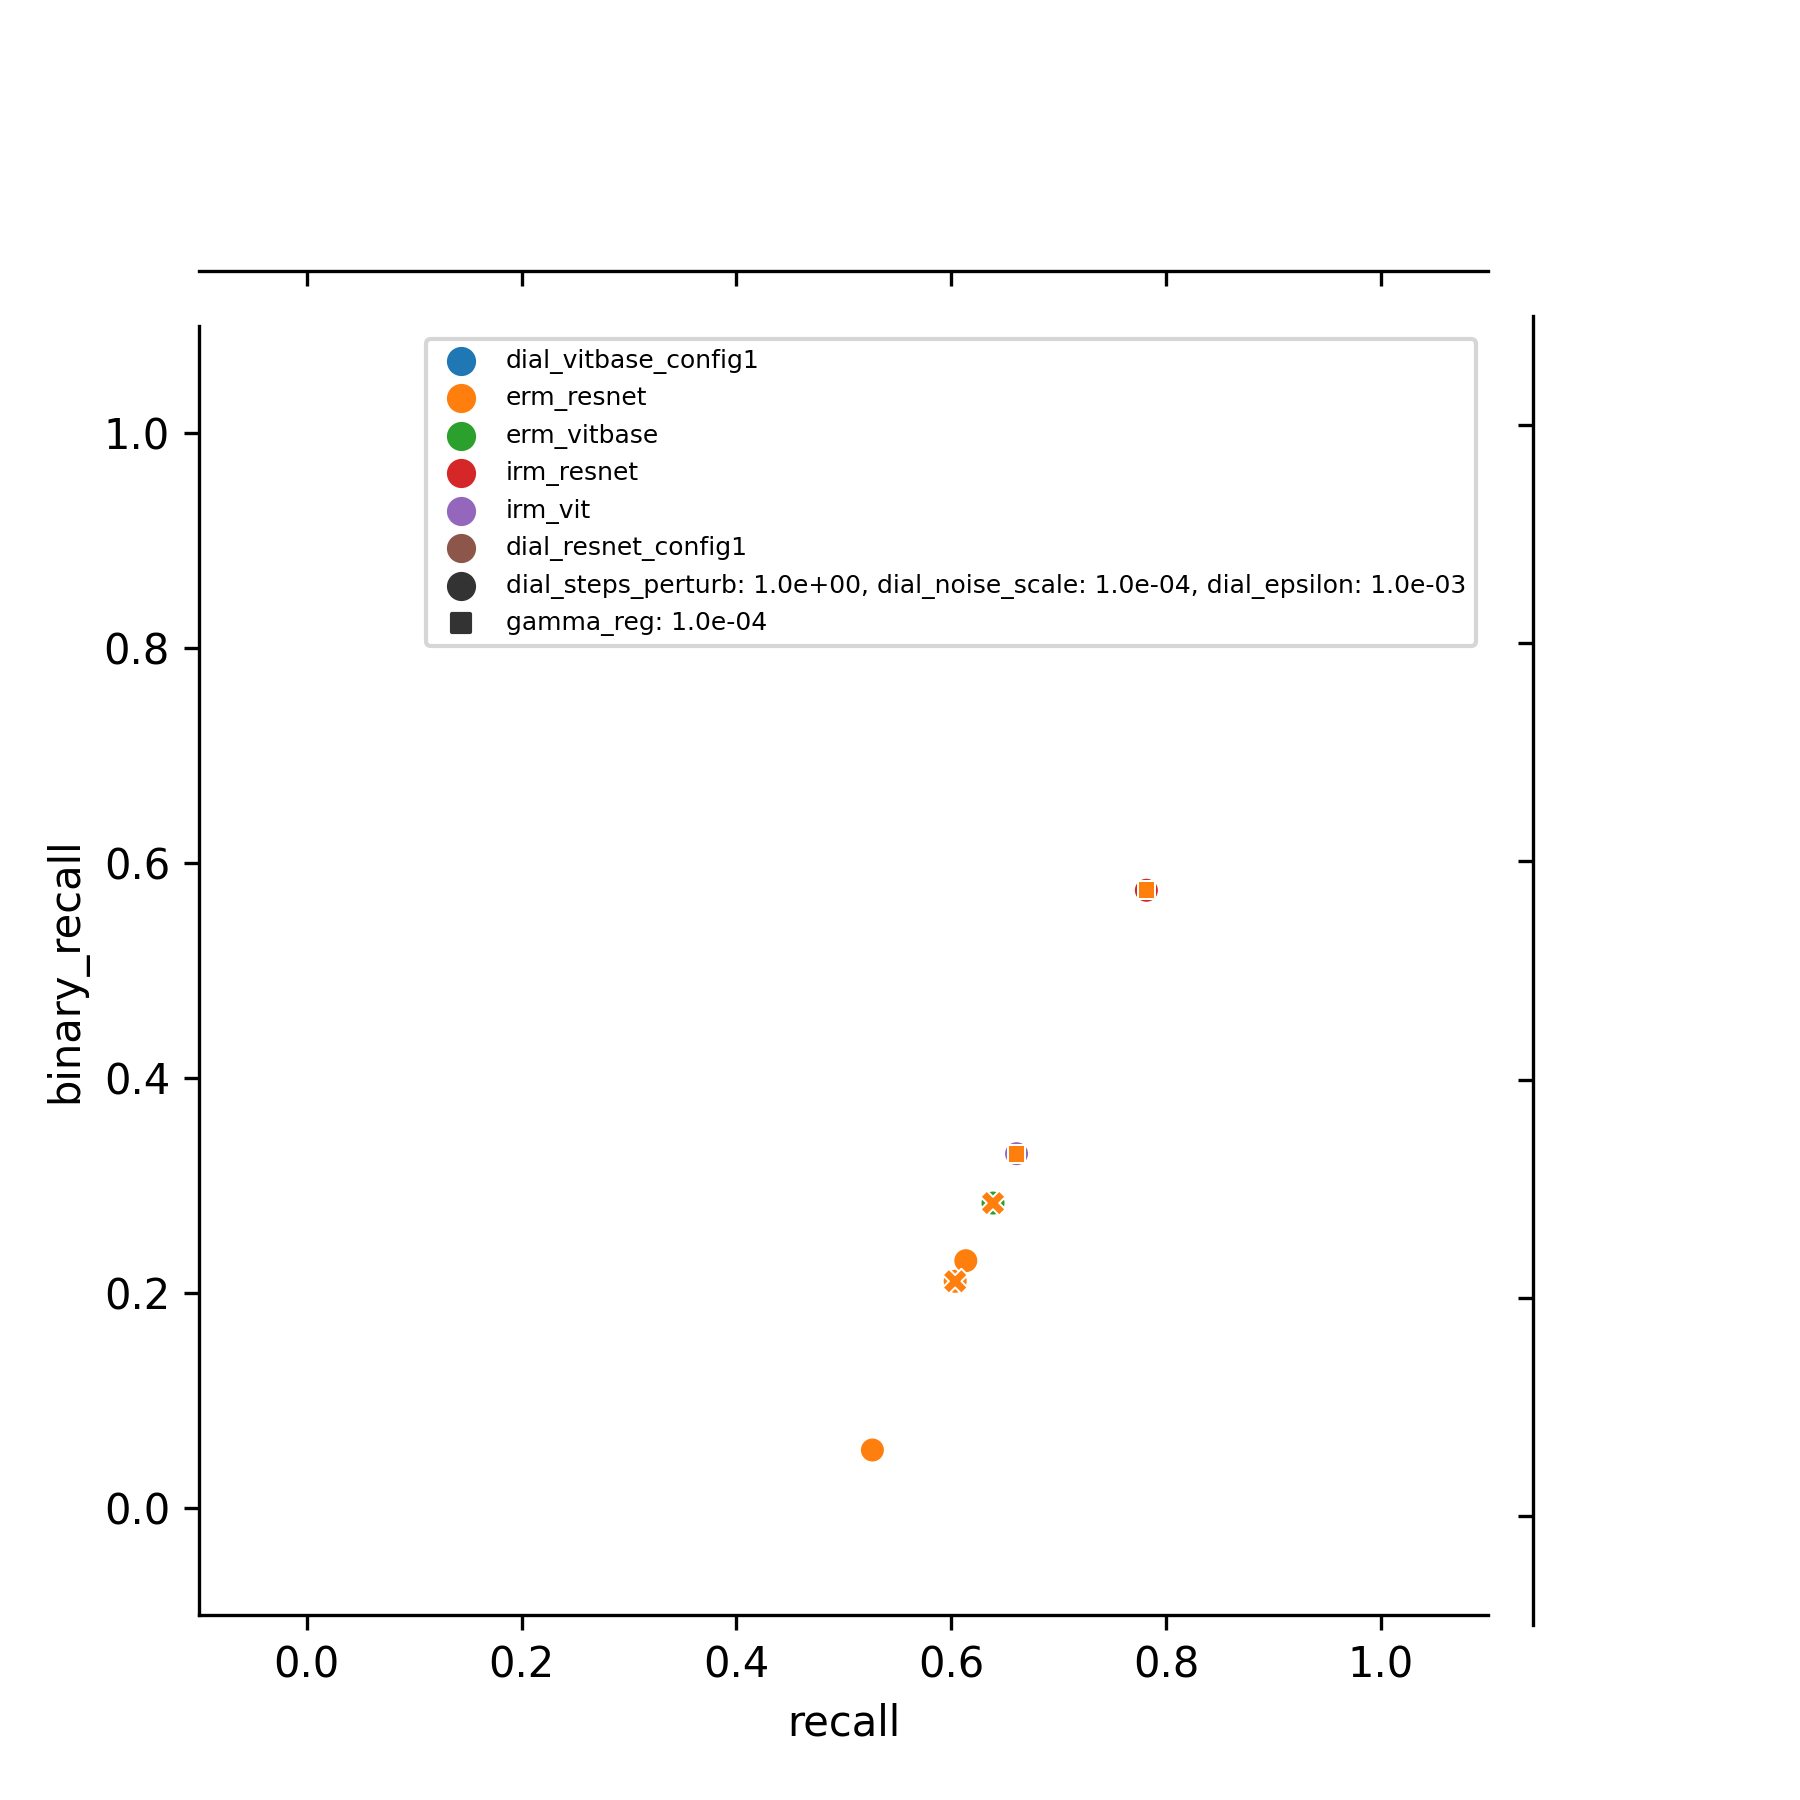 dial_vitbase_config1
erm_resnet
erm_vitbase
irm_resnet
irm_vit
dial_resnet_config1
dial_steps_perturb: 1.0e+00, dial_noise_scale: 1.0e-04, dial_epsilon: 1.0e-03
gamma_reg: 1.0e-04
1.0
0.8
0.6
0.4
0.2
0.0
binary_recall
0.0 0.2 0.4 0.6 0.8 1.0
recall